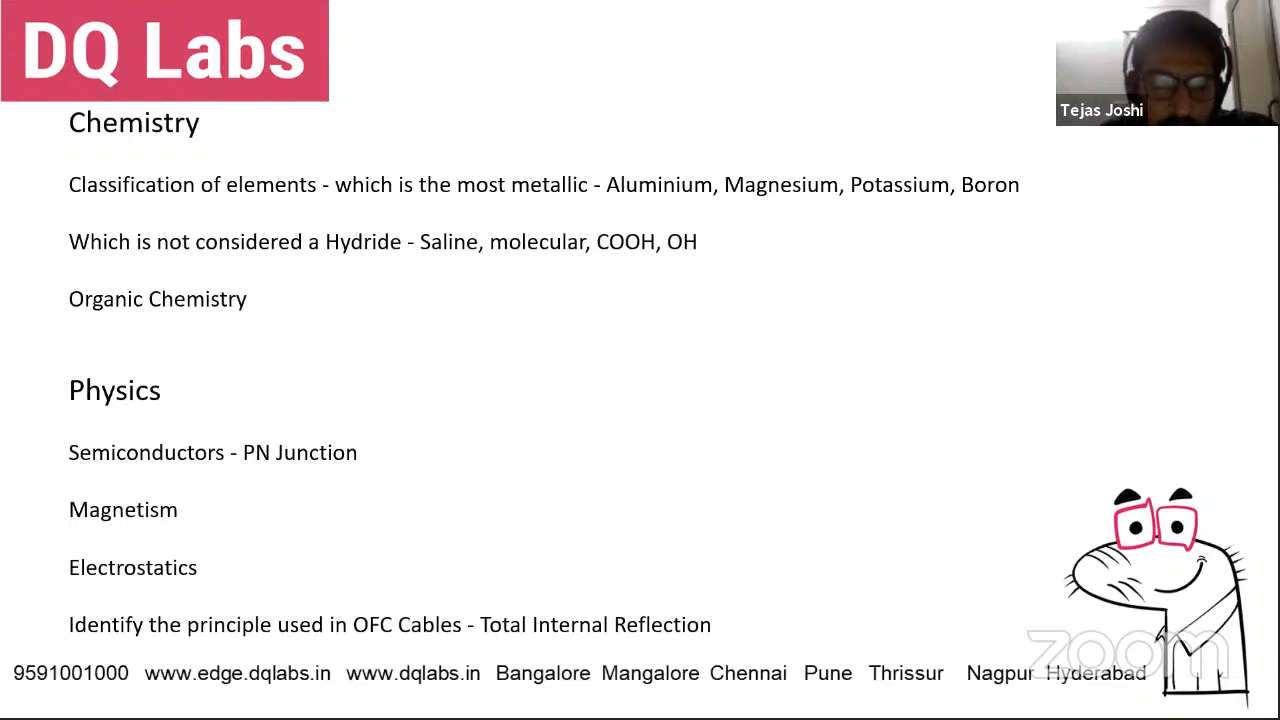 DQ Labs
Tejas Joshi
Chemistry
Classification of elements - which is the most metallic - Aluminium, Magnesium, Potassium, Boron
Which is not considered a Hydride - Saline, molecular, COOH, OH
Organic Chemistry
Physics
Semiconductors - PN Junction
Magnetism
Electrostatics
Identify the principle used in OFC Cables - Total Internal Reflection
zoom
9591001000 www.edge.dqlabs.in www.dqlabs.in Bangalore Mangalore Chennai Pune Thrissur Nagpur Hyderabad